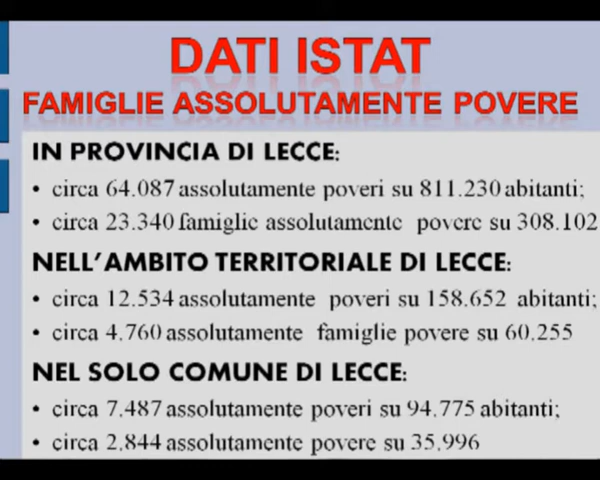 DATI ISTAT
FAMIGLIE ASSOLUTAMENTE POVERE
IN PROVINCIA DI LECCE:
• circa 64.087 assolutamente poveri su 811.230 abitanti;
• circa 23.340 famiglie assolutamente povere su 308.102
NELL'AMBITO TERRITORIALE DI LECCE:
• circa 12.534 assolutamente poveri su 158.652 abitanti;
• circa 4.760 assolutamente famiglie povere su 60.255
NEL SOLO COMUNE DI LECCE:
• circa 7.487 assolutamente poveri su 94.775 abitanti;
• circa 2.844 assolutamente povere su 35.996